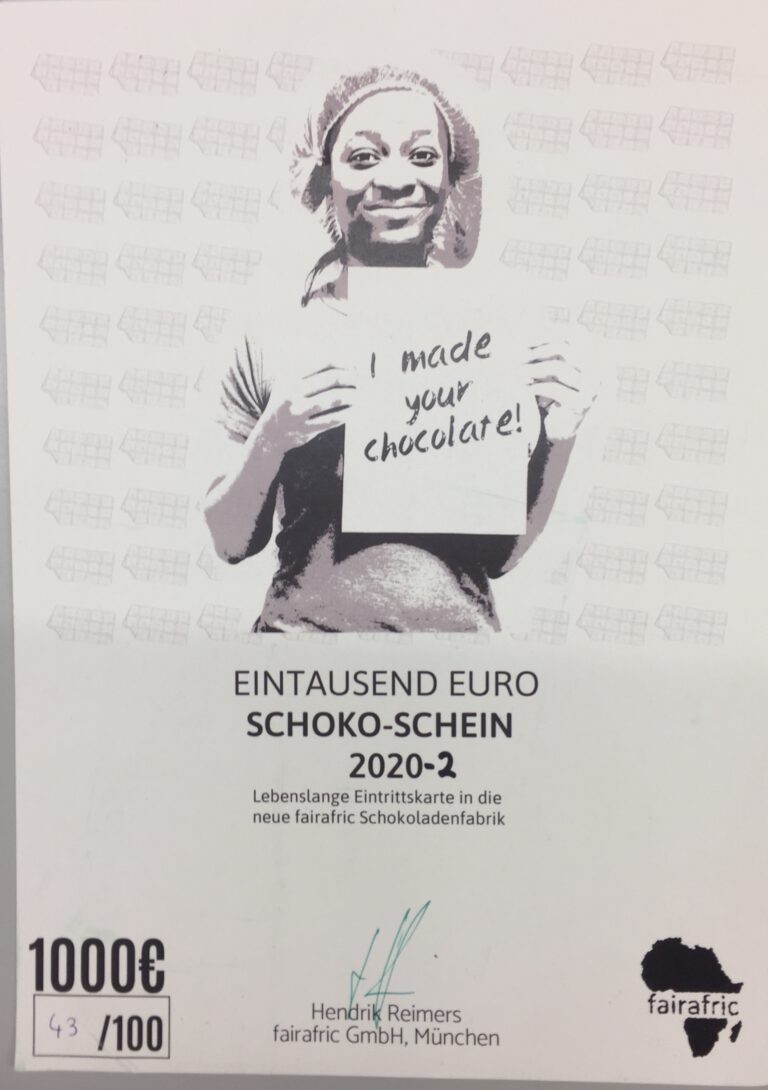 I made
your
chocolate!
EINTAUSEND EURO
SCHOKO-SCHEIN
2020-2
Lebenslange Eintrittskarte in die
neue fairafric Schokoladenfabrik
1000€
43 /100
Hendrik Reimers
fairafric GmbH, München
fairafric